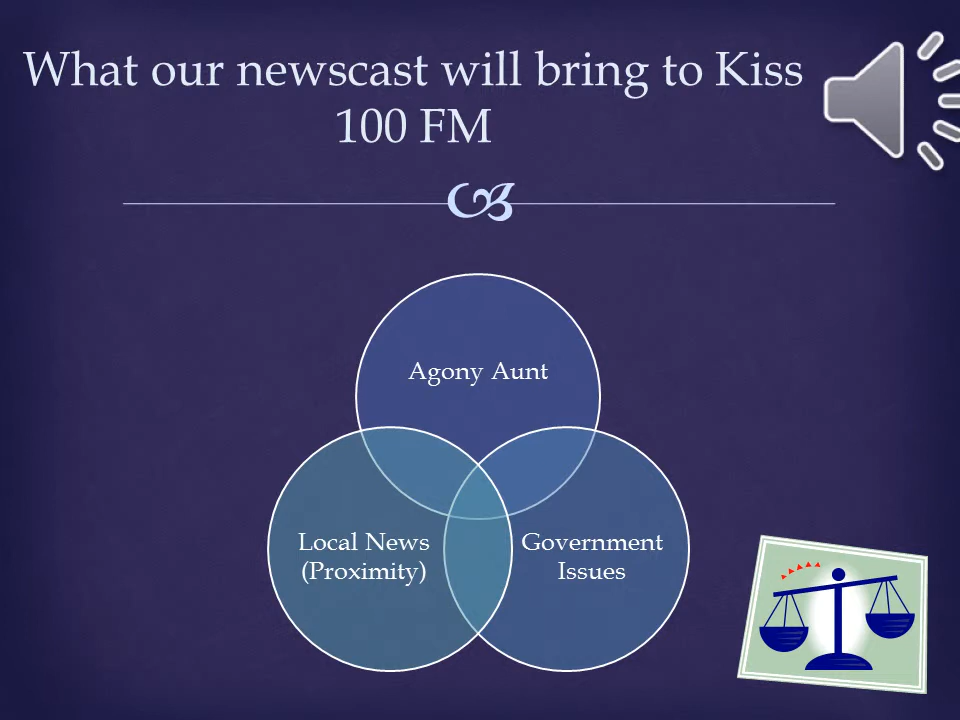 What our newscast will bring to Kiss
100 FM
Agony Aunt
Local News
(Proximity)
Government
Issues